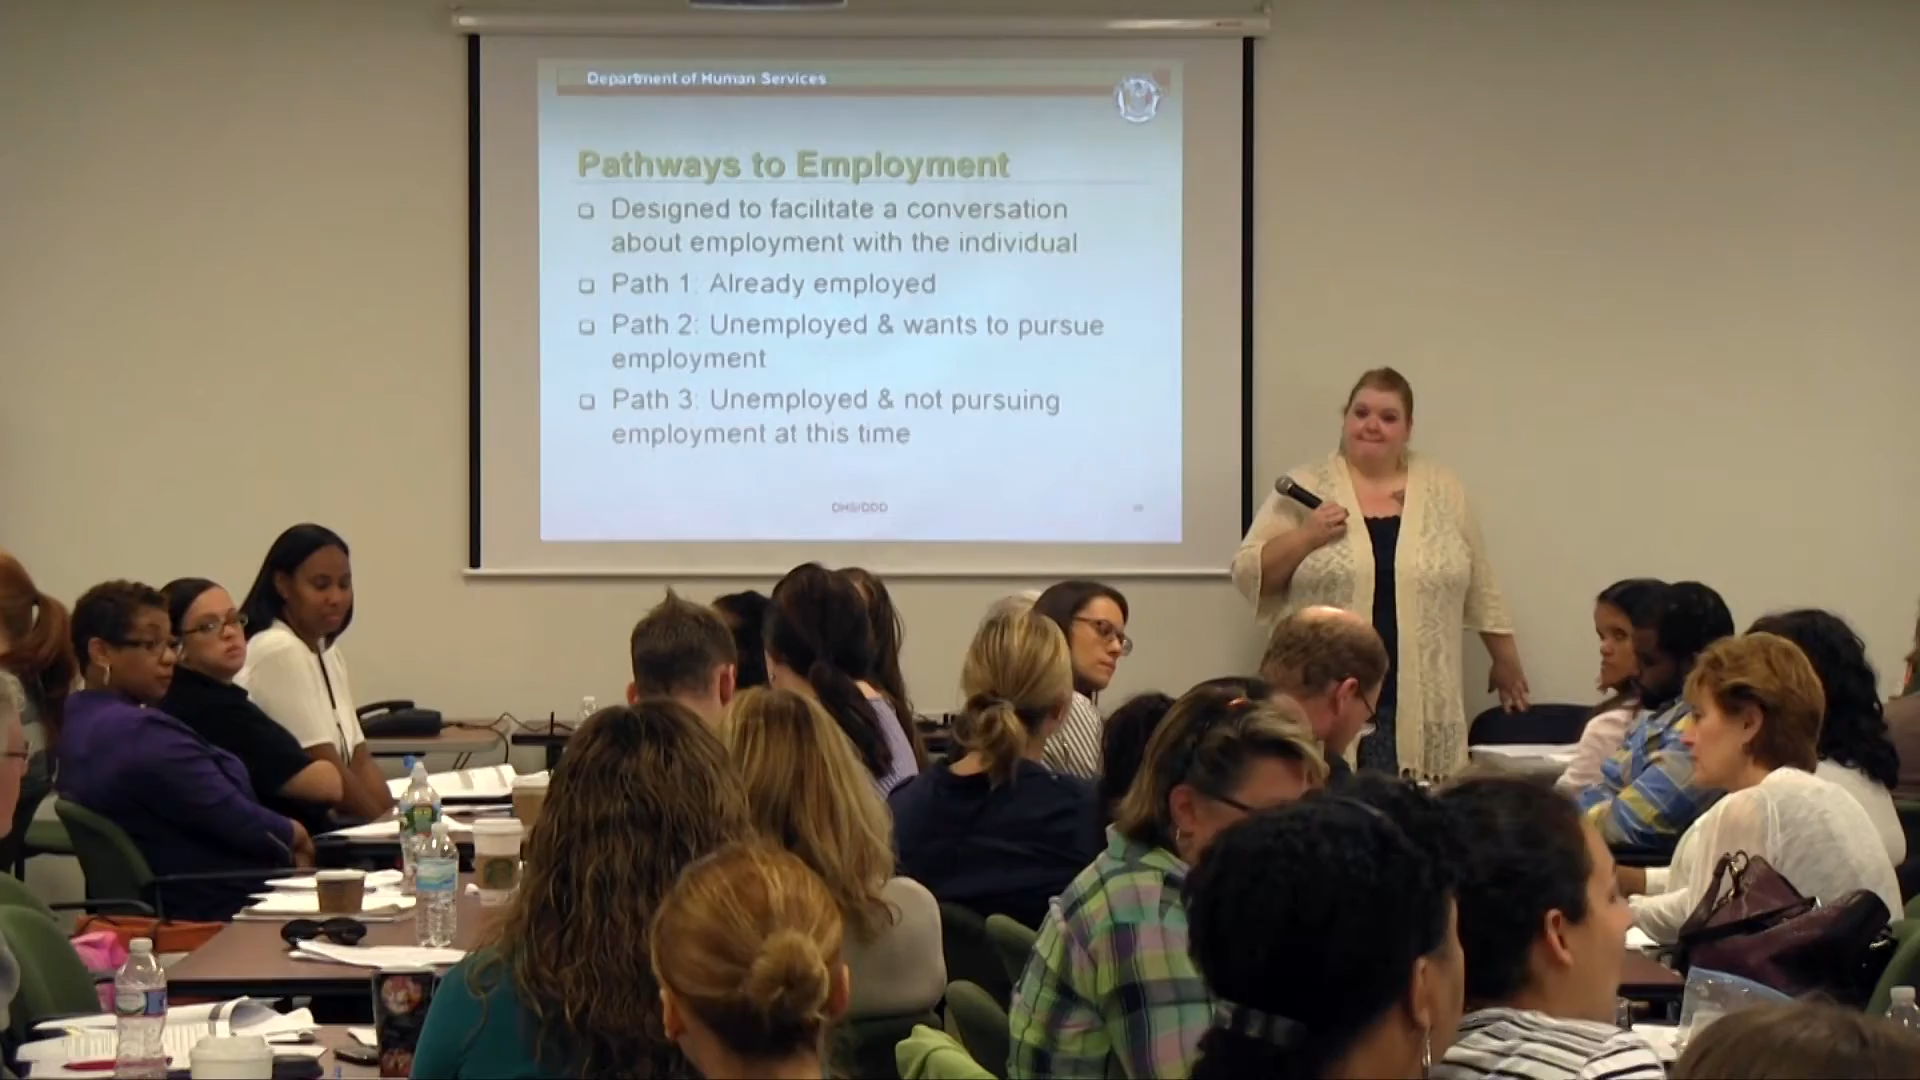 Department of Human Services
Pathways to Employment
Designed to facilitate a conversation
about employment with the individual
Path 1: Already employed
Path 2: Unemployed & wants to pursue
employment
Path 3: Unemployed & not pursuing
employment at this time
DHS/DDD